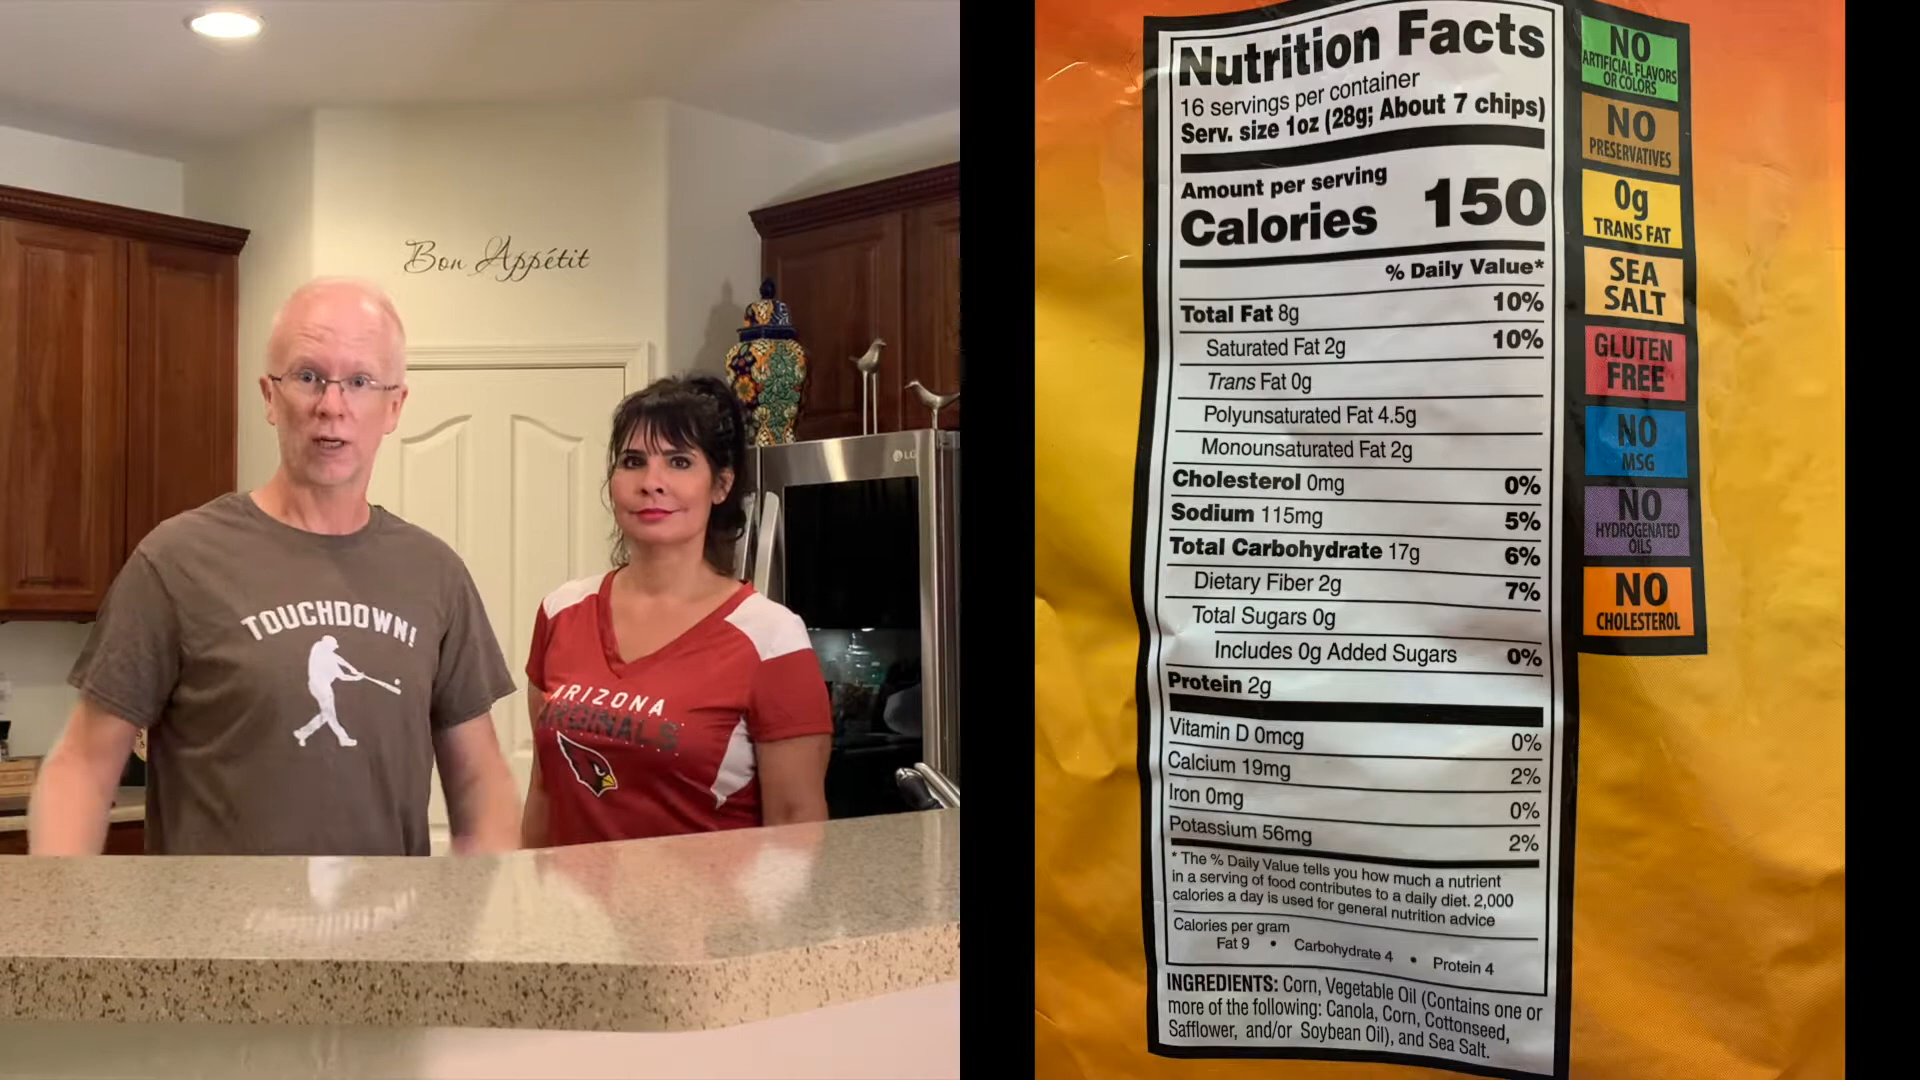 Bon Appétit
LG
TOUCHDOWN!
ARIZONA
CARDINALS
Nutrition Facts
16 servings per container
Serv. size 1oz (28g; About 7 chips)
Amount per serving
Calories 150
% Daily Value*
Total Fat 8g 10%
Saturated Fat 2g 10%
Trans Fat 0g
Polyunsaturated Fat 4.5g
Monounsaturated Fat 2g
Cholesterol 0mg 0%
Sodium 115mg 5%
Total Carbohydrate 17g 6%
Dietary Fiber 2g 7%
Total Sugars 0g
Includes 0g Added Sugars 0%
Protein 2g
Vitamin D 0mcg 0%
Calcium 19mg 2%
Iron 0mg 0%
Potassium 56mg 2%
* The % Daily Value tells you how much a nutrient
in a serving of food contributes to a daily diet. 2,000
calories a day is used for general nutrition advice
Calories per gram
Fat 9 • Carbohydrate 4 • Protein 4
INGREDIENTS: Corn, Vegetable Oil (Contains one or
more of the following: Canola, Corn, Cottonseed,
Safflower, and/or Soybean Oil), and Sea Salt.
NO
ARTIFICIAL FLAVORS
OR COLORS
NO
PRESERVATIVES
0g
TRANS FAT
SEA
SALT
GLUTEN
FREE
NO
MSG
NO
HYDROGENATED
OILS
NO
CHOLESTEROL